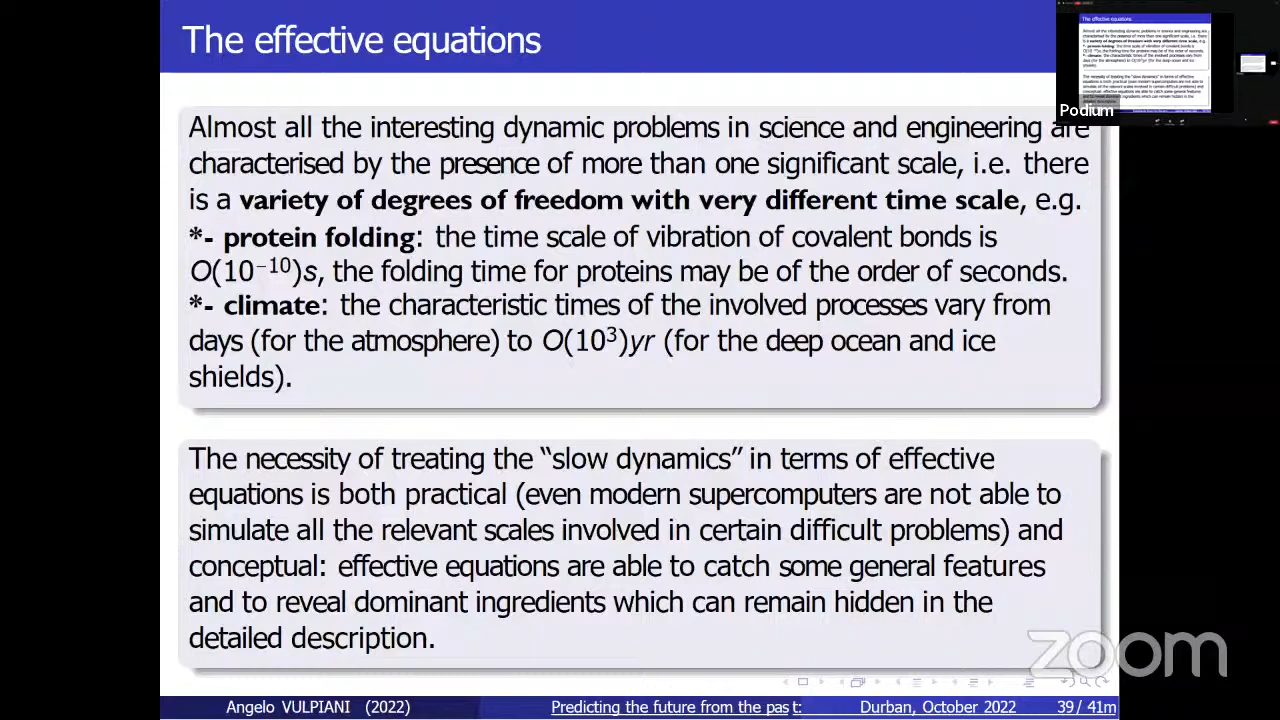 The effective equations
Podium
Almost all the interesting dynamic problems in science and engineering are
characterised by the presence of more than one significant scale, i.e. there
is a variety of degrees of freedom with very different time scale, e.g.
*- protein folding: the time scale of vibration of covalent bonds is
O(10⁻¹⁰)s, the folding time for proteins may be of the order of seconds.
*- climate: the characteristic times of the involved processes vary from
days (for the atmosphere) to O(10³)yr (for the deep ocean and ice
shields).
The necessity of treating the “slow dynamics” in terms of effective
equations is both practical (even modern supercomputers are not able to
simulate all the relevant scales involved in certain difficult problems) and
conceptual: effective equations are able to catch some general features
and to reveal dominant ingredients which can remain hidden in the
detailed description.
zoom
Angelo VULPIANI (2022) Predicting the future from the past: Durban, October 2022 39 / 41m